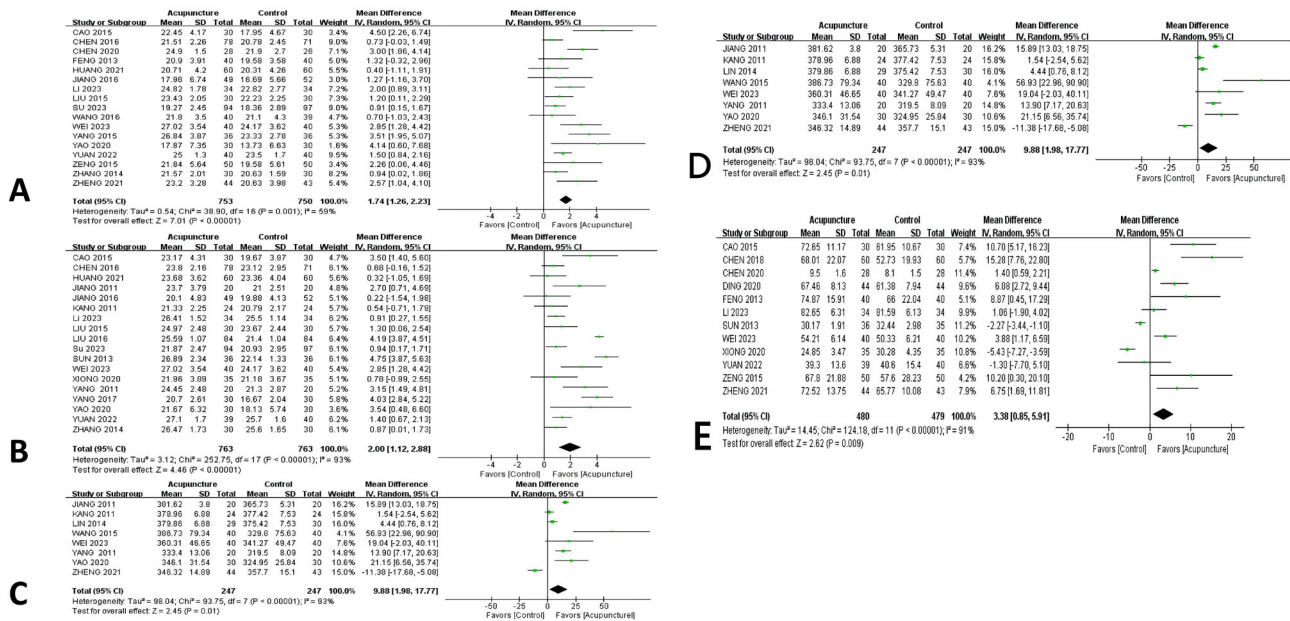 A
Acupuncture Control Mean Difference Mean Difference
Study or Subgroup Mean SD Total Mean SD Total Weight IV, Random, 95% CI IV, Random, 95% CI
CAO 2015 22.45 4.17 30 17.95 4.67 30 3.4% 4.50 [2.26, 6.74]
CHEN 2016 21.51 2.26 78 20.78 2.45 71 9.0% 0.73 [-0.03, 1.49]
CHEN 2020 24.9 1.5 28 21.9 2.7 28 7.0% 3.00 [1.86, 4.14]
FENG 2013 20.9 3.91 40 19.58 3.58 40 5.1% 1.32 [-0.32, 2.96]
HUANG 2021 20.71 4.2 60 20.31 4.26 60 5.5% 0.40 [-1.11, 1.91]
JIANG 2016 17.96 6.74 49 16.69 5.66 52 3.1% 1.27 [-1.16, 3.70]
LI 2023 24.82 1.78 34 22.82 2.77 34 7.2% 2.00 [0.89, 3.11]
LIU 2015 23.43 2.05 30 22.23 2.25 30 7.3% 1.20 [0.11, 2.29]
SU 2023 19.27 2.45 94 18.36 2.89 97 9.0% 0.91 [0.15, 1.67]
WANG 2016 21.8 3.5 40 21.1 4.3 39 4.8% 0.70 [-1.03, 2.43]
WEI 2023 27.02 3.54 40 24.17 3.62 40 5.3% 2.85 [1.28, 4.42]
YANG 2015 26.84 3.87 36 23.33 2.78 36 5.3% 3.51 [1.95, 5.07]
YAO 2020 17.87 7.35 30 13.73 6.63 30 1.7% 4.14 [0.60, 7.68]
YUAN 2022 25 1.3 40 23.5 1.7 40 9.5% 1.50 [0.84, 2.16]
ZENG 2015 21.84 5.64 50 19.58 5.61 50 3.5% 2.26 [0.06, 4.46]
ZHANG 2014 21.57 2.01 30 20.63 1.59 30 8.2% 0.94 [0.02, 1.86]
ZHENG 2021 23.2 3.28 44 20.63 3.98 43 5.4% 2.57 [1.04, 4.10]
Total (95% CI) 753 750 100.0% 1.74 [1.26, 2.23]
Heterogeneity: Tau² = 0.54; Chi² = 38.90, df = 16 (P = 0.001); I² = 59%
Test for overall effect: Z = 7.01 (P < 0.00001)
-4 -2 0 2 4
Favors [Control] Favors [Acupuncture]
B
Acupuncture Control Mean Difference Mean Difference
Study or Subgroup Mean SD Total Mean SD Total Weight IV, Random, 95% CI IV, Random, 95% CI
CAO 2015 23.17 4.31 30 19.67 3.97 30 4.7% 3.50 [1.40, 5.60]
CHEN 2016 23.8 2.16 78 23.12 2.95 71 6.0% 0.68 [-0.16, 1.52]
HUANG 2021 23.68 3.62 60 23.36 4.04 60 5.5% 0.32 [-1.05, 1.69]
JIANG 2011 23.7 3.79 20 21 2.51 20 4.8% 2.70 [0.71, 4.69]
JIANG 2016 20.1 4.83 49 19.88 4.13 52 5.1% 0.22 [-1.54, 1.98]
KANG 2011 21.33 2.25 24 20.79 2.17 24 5.6% 0.54 [-0.71, 1.79]
Li 2023 26.41 1.52 34 25.5 1.14 34 6.1% 0.91 [0.27, 1.55]
LIU 2015 24.97 2.48 30 23.67 2.44 30 5.6% 1.30 [0.06, 2.54]
LIU 2016 25.59 1.07 84 21.4 1.04 84 6.3% 4.19 [3.87, 4.51]
Su 2023 21.87 2.47 94 20.93 2.95 97 6.0% 0.94 [0.17, 1.71]
SUN 2013 26.89 2.34 36 22.14 1.33 36 5.9% 4.75 [3.87, 5.63]
WEI 2023 27.02 3.54 40 24.17 3.62 40 5.3% 2.85 [1.28, 4.42]
XIONG 2020 21.96 3.89 35 21.18 3.67 35 5.1% 0.78 [-0.99, 2.55]
YANG 2011 24.45 2.48 20 21.3 2.87 20 5.2% 3.15 [1.49, 4.81]
YANG 2017 20.7 2.61 30 16.67 2.04 30 5.7% 4.03 [2.84, 5.22]
YAO 2020 21.67 6.32 30 18.13 5.74 30 3.5% 3.54 [0.48, 6.60]
YUAN 2022 27.1 1.7 39 25.7 1.6 40 6.1% 1.40 [0.67, 2.13]
ZHANG 2014 26.47 1.73 30 25.6 1.65 30 6.0% 0.87 [0.01, 1.73]
Total (95% CI) 763 763 100.0% 2.00 [1.12, 2.88]
Heterogeneity: Tau² = 3.12; Chi² = 252.75, df = 17 (P < 0.00001); I² = 93%
Test for overall effect: Z = 4.46 (P < 0.00001)
-4 -2 0 2 4
Favors [Control] Favors [Acupuncture]
C
Acupuncture Control Mean Difference Mean Difference
Study or Subgroup Mean SD Total Mean SD Total Weight IV, Random, 95% CI IV, Random, 95% CI
JIANG 2011 381.62 3.8 20 365.73 5.31 20 16.2% 15.89 [13.03, 18.75]
KANG 2011 378.96 6.88 24 377.42 7.53 24 15.9% 1.54 [-2.54, 5.62]
LIN 2014 379.86 6.88 29 375.42 7.53 30 16.0% 4.44 [0.76, 8.12]
WANG 2015 386.73 79.34 40 329.8 75.63 40 4.1% 56.93 [22.96, 90.90]
WEI 2023 360.31 46.65 40 341.27 49.47 40 7.6% 19.04 [-2.03, 40.11]
YANG 2011 333.4 13.06 20 319.5 8.09 20 14.8% 13.90 [7.17, 20.63]
YAO 2020 346.1 31.54 30 324.95 25.84 30 10.5% 21.15 [6.56, 35.74]
ZHENG 2021 346.32 14.89 44 357.7 15.1 43 15.0% -11.38 [-17.68, -5.08]
Total (95% CI) 247 247 100.0% 9.88 [1.98, 17.77]
Heterogeneity: Tau² = 98.04; Chi² = 93.75, df = 7 (P < 0.00001); I² = 93%
Test for overall effect: Z = 2.45 (P = 0.01)
-50 -25 0 25 50
Favors [Control] Favors [Acupuncture]
D
Acupuncture Control Mean Difference Mean Difference
Study or Subgroup Mean SD Total Mean SD Total Weight IV, Random, 95% CI IV, Random, 95% CI
JIANG 2011 381.62 3.8 20 365.73 5.31 20 16.2% 15.89 [13.03, 18.75]
KANG 2011 378.96 6.88 24 377.42 7.53 24 15.9% 1.54 [-2.54, 5.62]
LIN 2014 379.86 6.88 29 375.42 7.53 30 16.0% 4.44 [0.76, 8.12]
WANG 2015 386.73 79.34 40 329.8 75.63 40 4.1% 56.93 [22.96, 90.90]
WEI 2023 360.31 46.65 40 341.27 49.47 40 7.6% 19.04 [-2.03, 40.11]
YANG 2011 333.4 13.06 20 319.5 8.09 20 14.8% 13.90 [7.17, 20.63]
YAO 2020 346.1 31.54 30 324.95 25.84 30 10.5% 21.15 [6.56, 35.74]
ZHENG 2021 346.32 14.89 44 357.7 15.1 43 15.0% -11.38 [-17.68, -5.08]
Total (95% CI) 247 247 100.0% 9.88 [1.98, 17.77]
Heterogeneity: Tau² = 98.04; Chi² = 93.75, df = 7 (P < 0.00001); I² = 93%
Test for overall effect: Z = 2.45 (P = 0.01)
-50 -25 0 25 50
Favors [Control] Favors [Acupuncture]
E
Acupuncture Control Mean Difference Mean Difference
Study or Subgroup Mean SD Total Mean SD Total Weight IV, Random, 95% CI IV, Random, 95% CI
CAO 2015 72.65 11.17 30 61.95 10.67 30 7.4% 10.70 [5.17, 16.23]
CHEN 2018 68.01 22.07 60 52.73 19.93 60 5.5% 15.28 [7.76, 22.80]
CHEN 2020 9.5 1.6 28 8.1 1.5 28 11.4% 1.40 [0.59, 2.21]
DING 2020 67.46 8.13 44 61.38 7.94 44 9.5% 6.08 [2.72, 9.44]
FENG 2013 74.87 15.91 40 66 22.04 40 5.0% 8.87 [0.45, 17.29]
LI 2023 82.65 6.31 34 81.59 6.13 34 9.9% 1.06 [-1.90, 4.02]
SUN 2013 30.17 1.91 36 32.44 2.98 35 11.2% -2.27 [-3.44, -1.10]
WEI 2023 54.21 6.14 40 50.33 6.21 40 10.1% 3.88 [1.17, 6.59]
XIONG 2020 24.85 3.47 35 30.28 4.35 35 10.9% -5.43 [-7.27, -3.59]
YUAN 2022 39.3 13.6 39 40.6 15.4 40 6.7% -1.30 [-7.70, 5.10]
ZENG 2015 67.8 21.88 50 57.6 28.23 50 4.2% 10.20 [0.30, 20.10]
ZHENG 2021 72.52 13.75 44 65.77 10.08 43 7.8% 6.75 [1.69, 11.81]
Total (95% CI) 480 479 100.0% 3.38 [0.85, 5.91]
Heterogeneity: Tau² = 14.45; Chi² = 124.18, df = 11 (P < 0.00001); I² = 91%
Test for overall effect: Z = 2.62 (P = 0.009)
-20 -10 0 10 20
Favors [Control] Favors [Acupuncture]